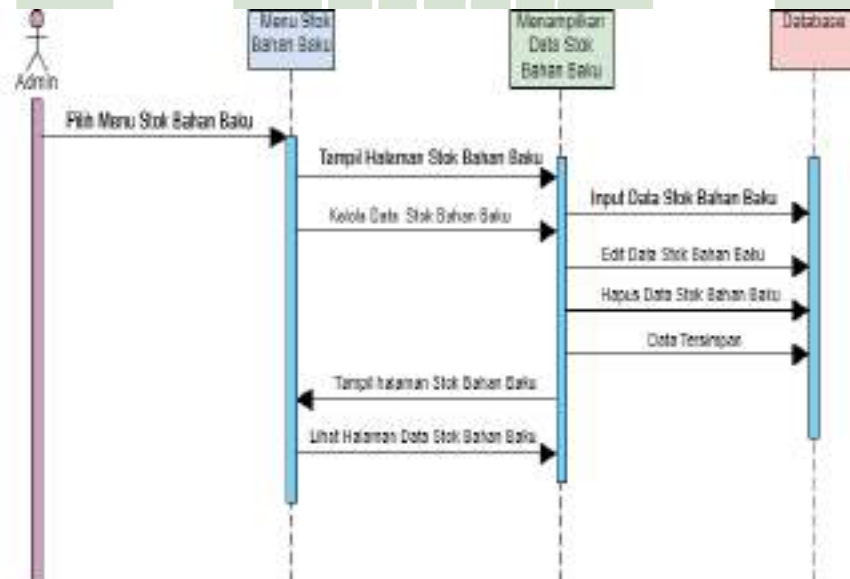 Menu Stok
Bahan Baku
Menampilkan
Data Stok
Bahan Baku
Database
Admin
Pilih Menu Stok Bahan Baku
Tampil Halaman Stok Bahan Baku
Input Data Stok Bahan Baku
Kelola Data Stok Bahan Baku
Edit Data Stok Bahan Baku
Hapus Data Stok Bahan Baku
Data Tersimpan
Tampil halaman Stok Bahan Baku
Lihat Halaman Data Stok Bahan Baku